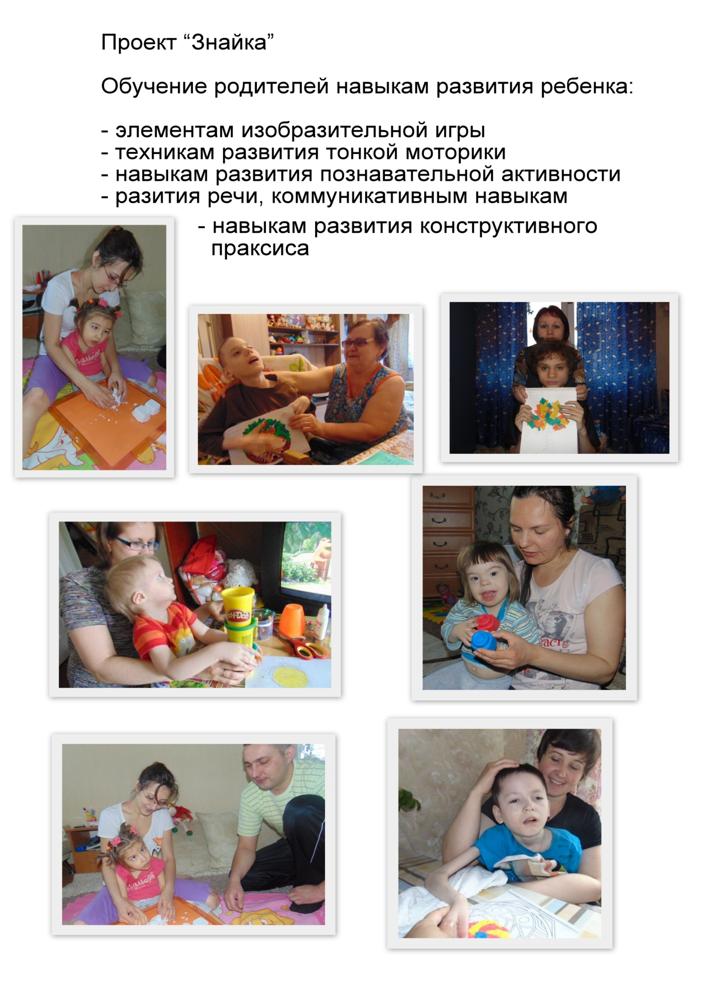 Проект “Знайка”
Обучение родителей навыкам развития ребенка:
- элементам изобразительной игры
- техникам развития тонкой моторики
- навыкам развития познавательной активности
- разития речи, коммуникативным навыкам
- навыкам развития конструктивного
праксиса